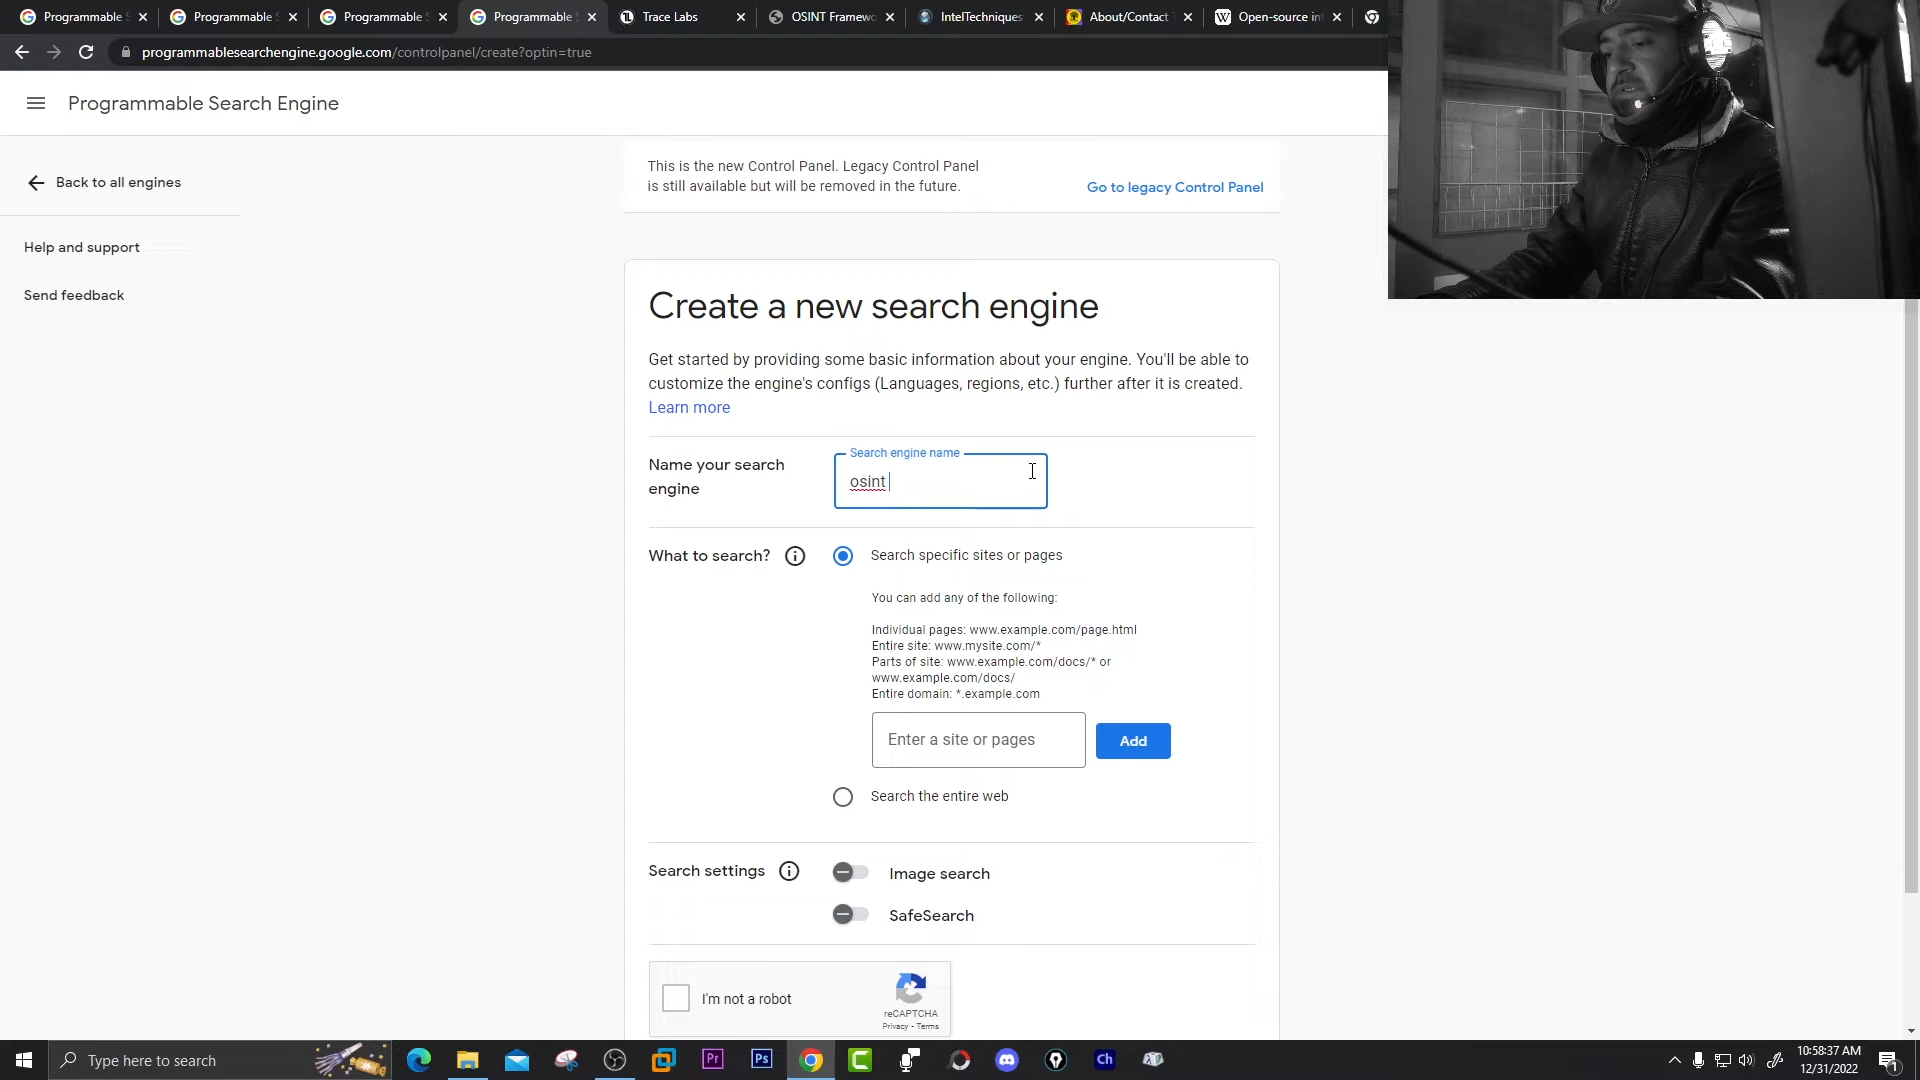 Programmable S
Programmable S
Programmable S
Programmable S
Trace Labs
OSINT Framewo
IntelTechniques
About/Contact
Open-source in
programmablesearchengine.google.com/controlpanel/create?optin=true
Programmable Search Engine
This is the new Control Panel. Legacy Control Panel
is still available but will be removed in the future.
Go to legacy Control Panel
Back to all engines
Help and support
Send feedback
Create a new search engine
Get started by providing some basic information about your engine. You'll be able to
customize the engine's configs (Languages, regions, etc.) further after it is created.
Learn more
Name your search
engine
Search engine name
osint
What to search?
Search specific sites or pages
You can add any of the following:
Individual pages: www.example.com/page.html
Entire site: www.mysite.com/*
Parts of site: www.example.com/docs/* or
www.example.com/docs/
Entire domain: *.example.com
Enter a site or pages
Add
Search the entire web
Search settings
Image search
SafeSearch
I'm not a robot
reCAPTCHA
Privacy - Terms
Type here to search
Pr
Ps
Ch
10:58:37 AM
12/31/2022
1